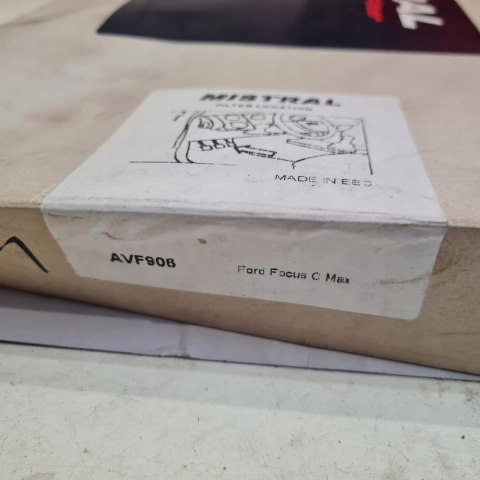 MISTRAL
FILTER LOCATION
MADE IN EEC
AVF906
Ford Focus C Max